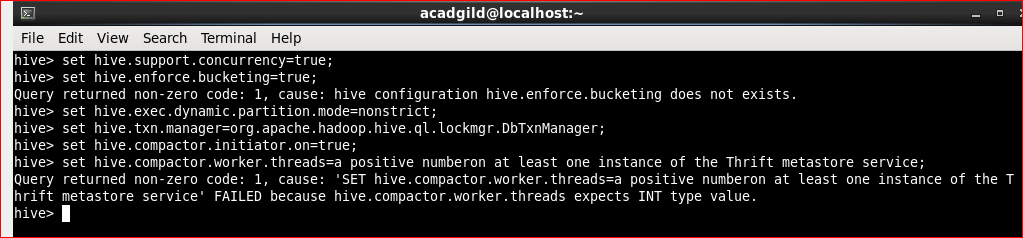 acadgild@localhost:~
File Edit View Search Terminal Help
hive> set hive.support.concurrency=true;
hive> set hive.enforce.bucketing=true;
Query returned non-zero code: 1, cause: hive configuration hive.enforce.bucketing does not exists.
hive> set hive.exec.dynamic.partition.mode=nonstrict;
hive> set hive.txn.manager=org.apache.hadoop.hive.ql.lockmgr.DbTxnManager;
hive> set hive.compactor.initiator.on=true;
hive> set hive.compactor.worker.threads=a positive numberon at least one instance of the Thrift metastore service;
Query returned non-zero code: 1, cause: 'SET hive.compactor.worker.threads=a positive numberon at least one instance of the T
hrift metastore service' FAILED because hive.compactor.worker.threads expects INT type value.
hive>